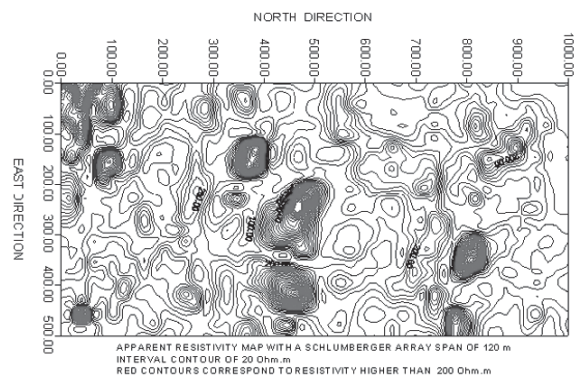 NORTH DIRECTION
0.00 100.00 200.00 300.00 400.00 500.00 600.00 700.00 800.00 900.00 1000.00
EAST DIRECTION
0.00
100.00
200.00
300.00
400.00
500.00
APPARENT RESISTIVITY MAP WITH A SCHLUMBERGER ARRAY SPAN OF 120 m
INTERVAL CONTOUR OF 20 Ohm.m
RED CONTOURS CORRESPOND TO RESISTIVITY HIGHER THAN 200 Ohm.m